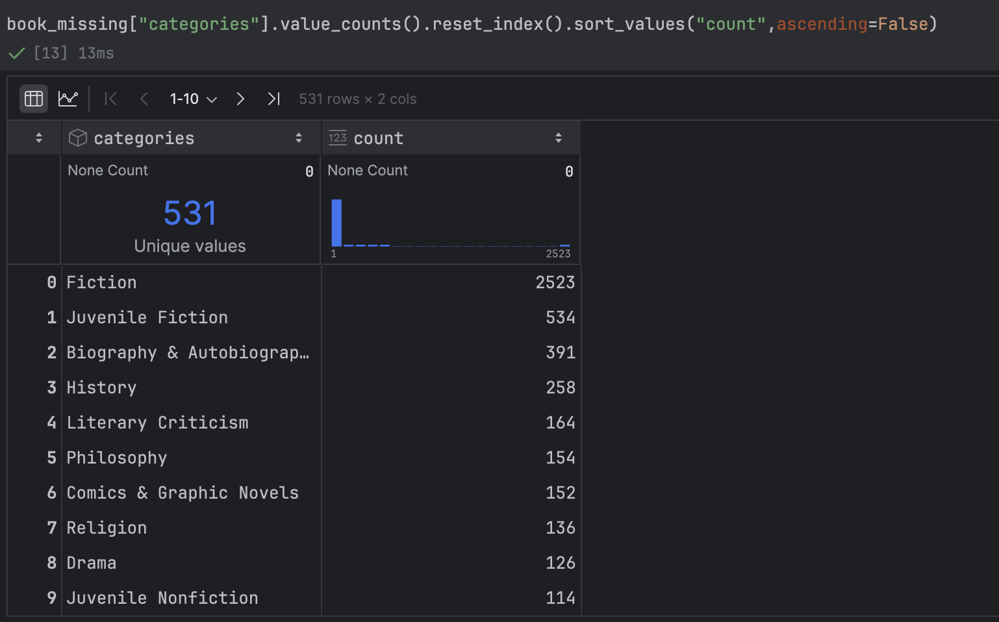 book_missing["categories"].value_counts().reset_index().sort_values("count",ascending=False)
[13] 13ms
1-10 531 rows × 2 cols
categories 123 count
None Count 0 None Count 0
531
Unique values
1 2523
0 Fiction 2523
1 Juvenile Fiction 534
2 Biography & Autobiograp… 391
3 History 258
4 Literary Criticism 164
5 Philosophy 154
6 Comics & Graphic Novels 152
7 Religion 136
8 Drama 126
9 Juvenile Nonfiction 114